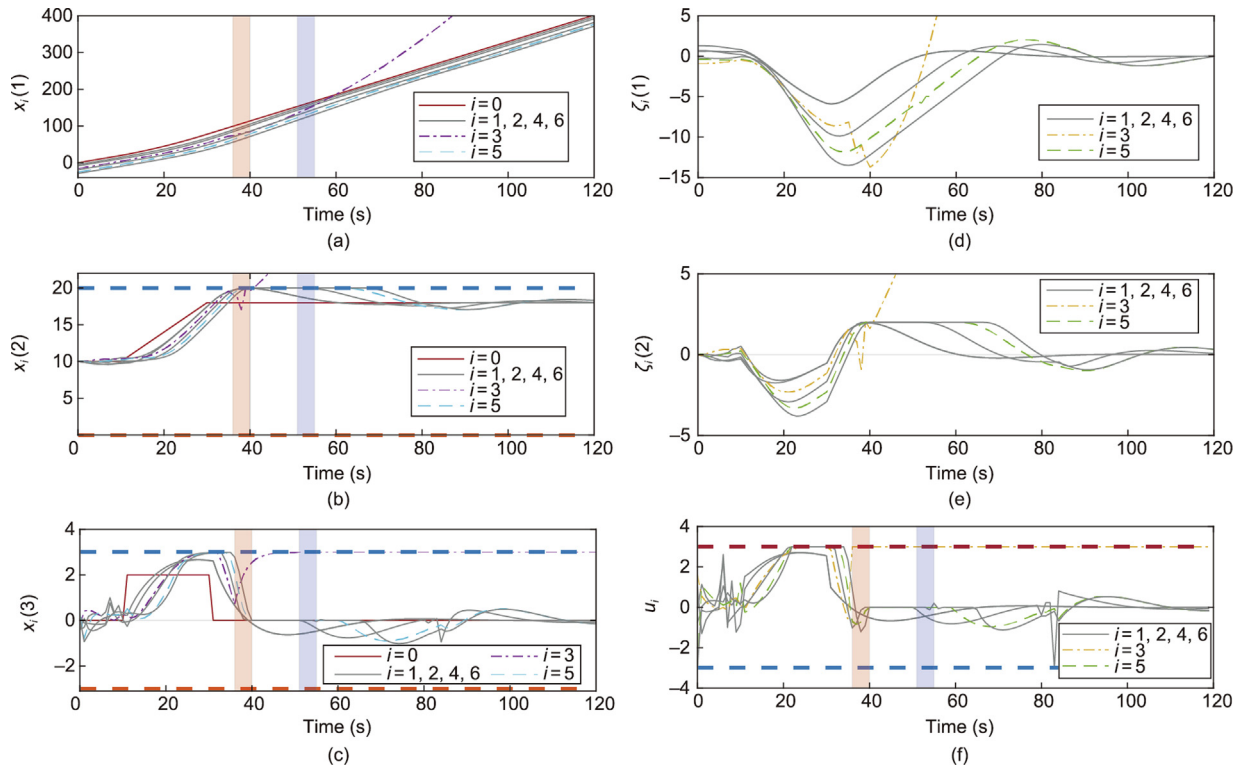 400
300
200
100
0
x_i(1)
i=0
i=1, 2, 4, 6
i=3
i=5
0 20 40 60 80 100 120
Time (s)
(a)
5
0
−5
−10
−15
ζ_i(1)
i=1, 2, 4, 6
i=3
i=5
0 20 40 60 80 100 120
Time (s)
(d)
20
15
10
5
0
x_i(2)
i=0
i=1, 2, 4, 6
i=3
i=5
0 20 40 60 80 100 120
Time (s)
(b)
5
0
−5
ζ_i(2)
i=1, 2, 4, 6
i=3
i=5
0 20 40 60 80 100 120
Time (s)
(e)
4
2
0
−2
x_i(3)
i=0 i=3
i=1, 2, 4, 6 i=5
0 20 40 60 80 100 120
Time (s)
(c)
4
2
0
−2
−4
u_i
i=1, 2, 4, 6
i=3
i=5
0 20 40 60 80 100 120
Time (s)
(f)